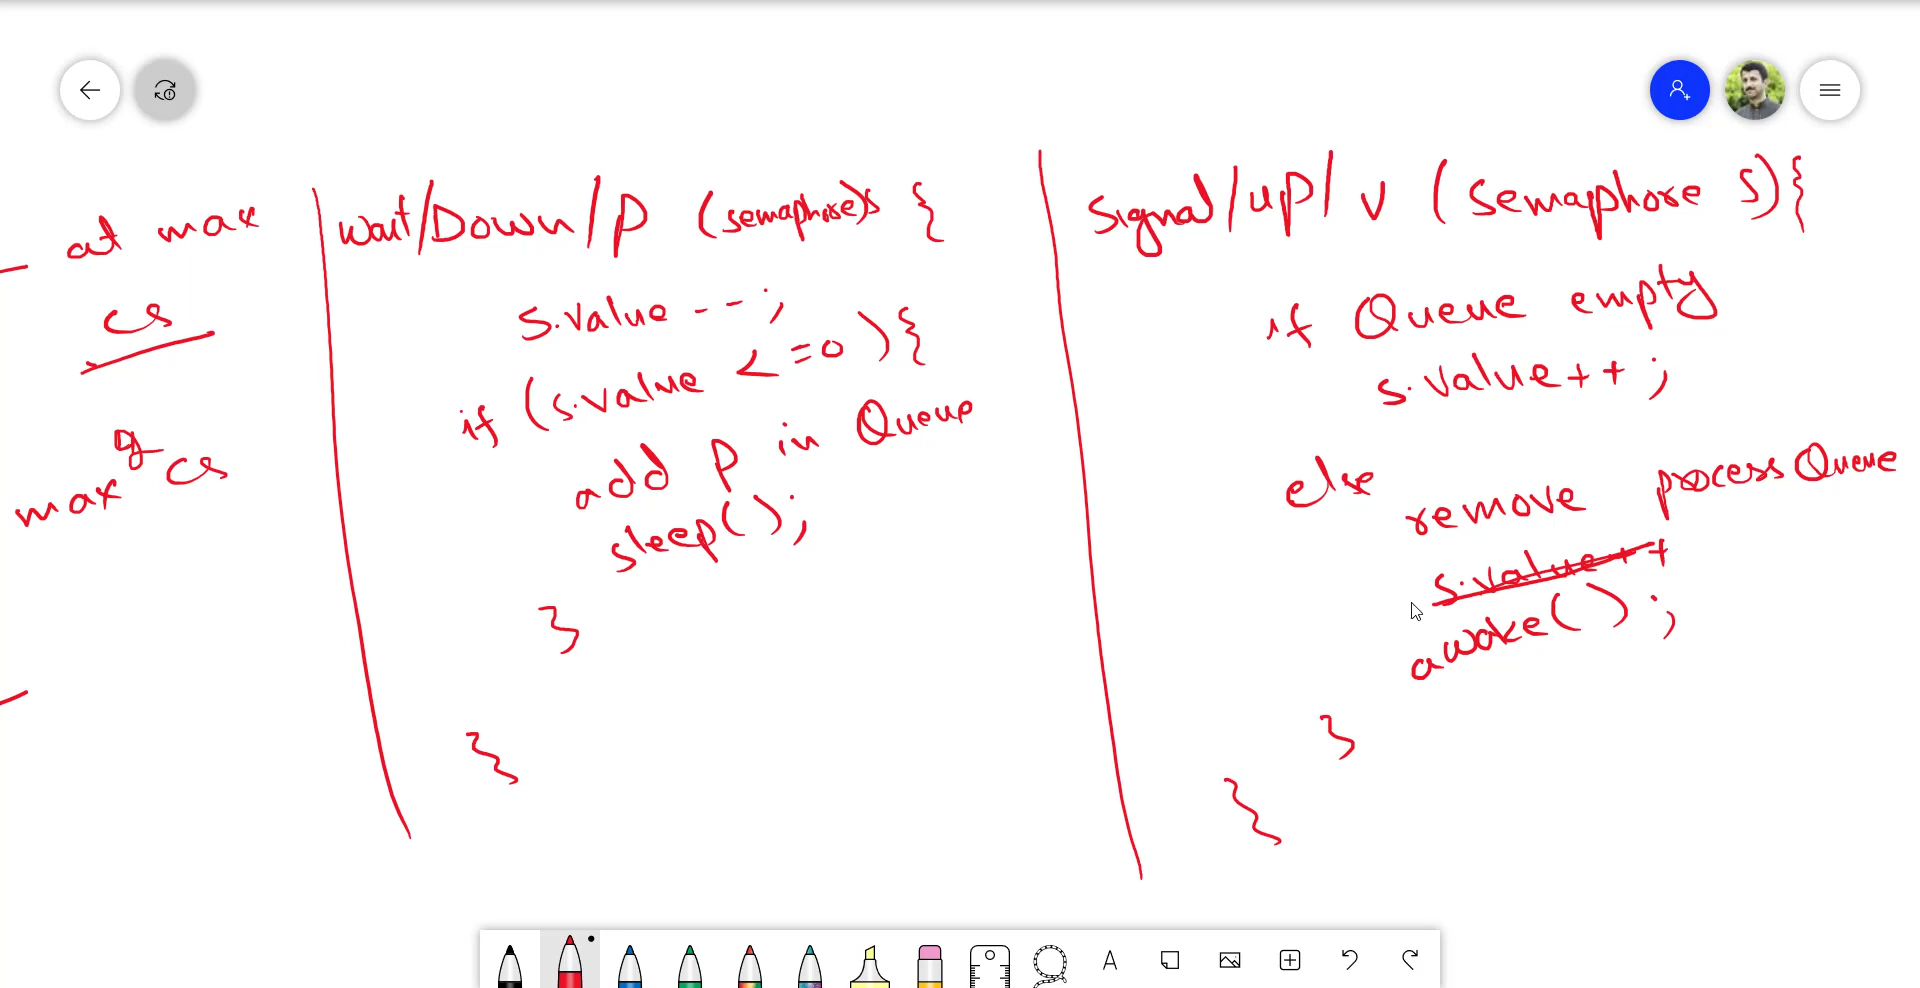 at max
cs
max of cs
wait/Down/P (semaphore)s {
s.value --;
if (s.value <=0){
add P in Queue
sleep();
}
}
Signal/up/ v (semaphore s){
if Queue empty
s.value++;
else
remove process Queue
s.value++
awake();
}
}
A